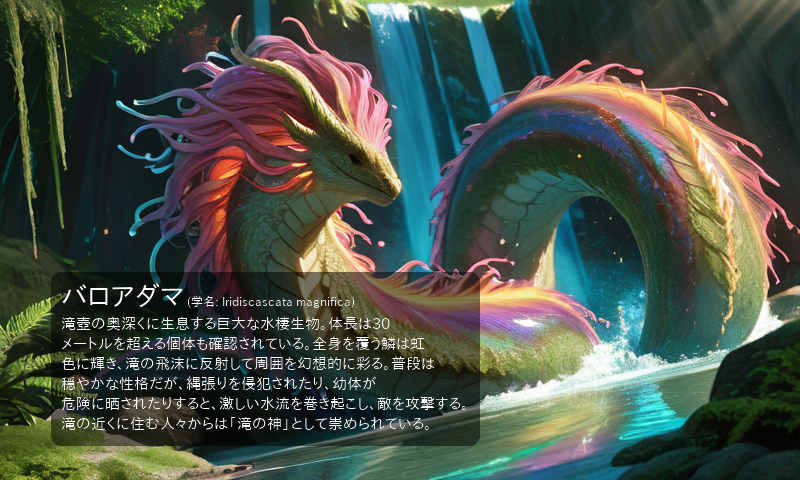 バロアダマ (学名: Iridiscascata magnifica)
滝壺の奥深くに生息する巨大な水棲生物。体長は30
メートルを超える個体も確認されている。全身を覆う鱗は虹
色に輝き、滝の飛沫に反射して周囲を幻想的に彩る。普段は
穏やかな性格だが、縄張りを侵犯されたり、幼体が
危険に晒されたりすると、激しい水流を巻き起こし、敵を攻撃する。
滝の近くに住む人々からは「滝の神」として崇められている。